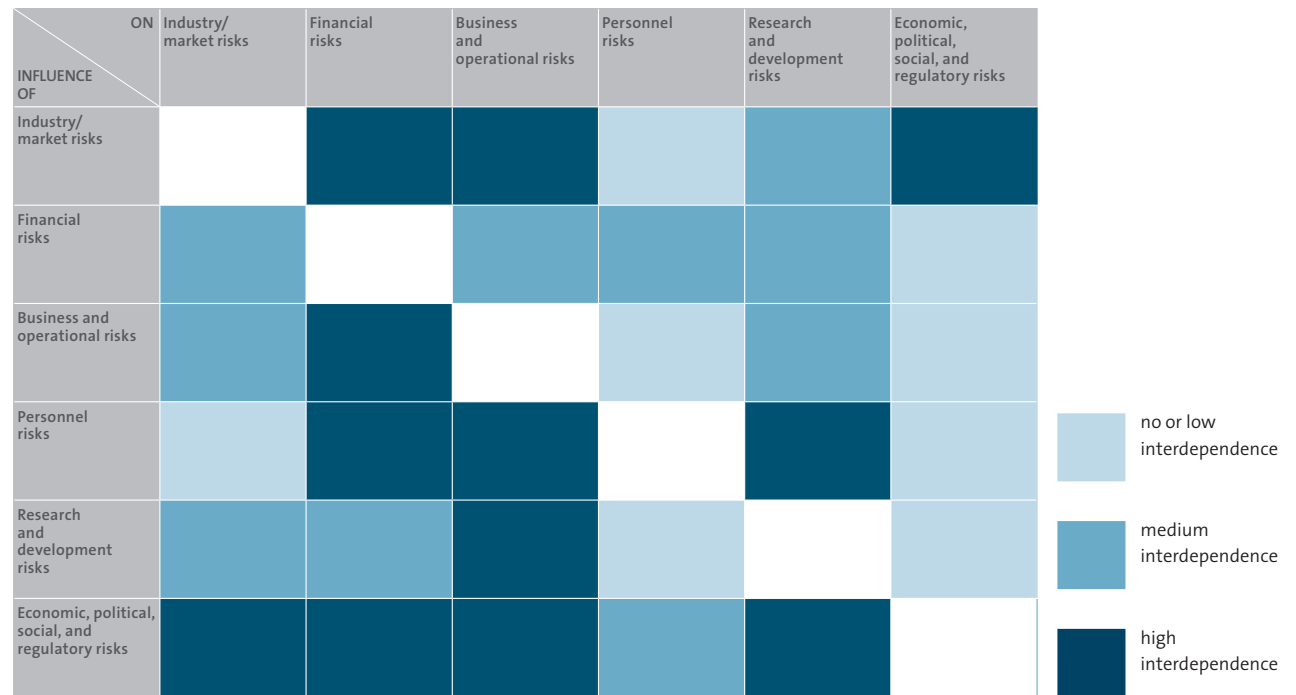 ON
INFLUENCE
OF
Industry/
market risks
Financial
risks
Business
and
operational risks
Personnel
risks
Research
and
development
risks
Economic,
political,
social, and
regulatory risks
Industry/
market risks
Financial
risks
Business and
operational risks
Personnel
risks
Research
and
development
risks
Economic, political,
social, and
regulatory risks
no or low
interdependence
medium
interdependence
high
interdependence